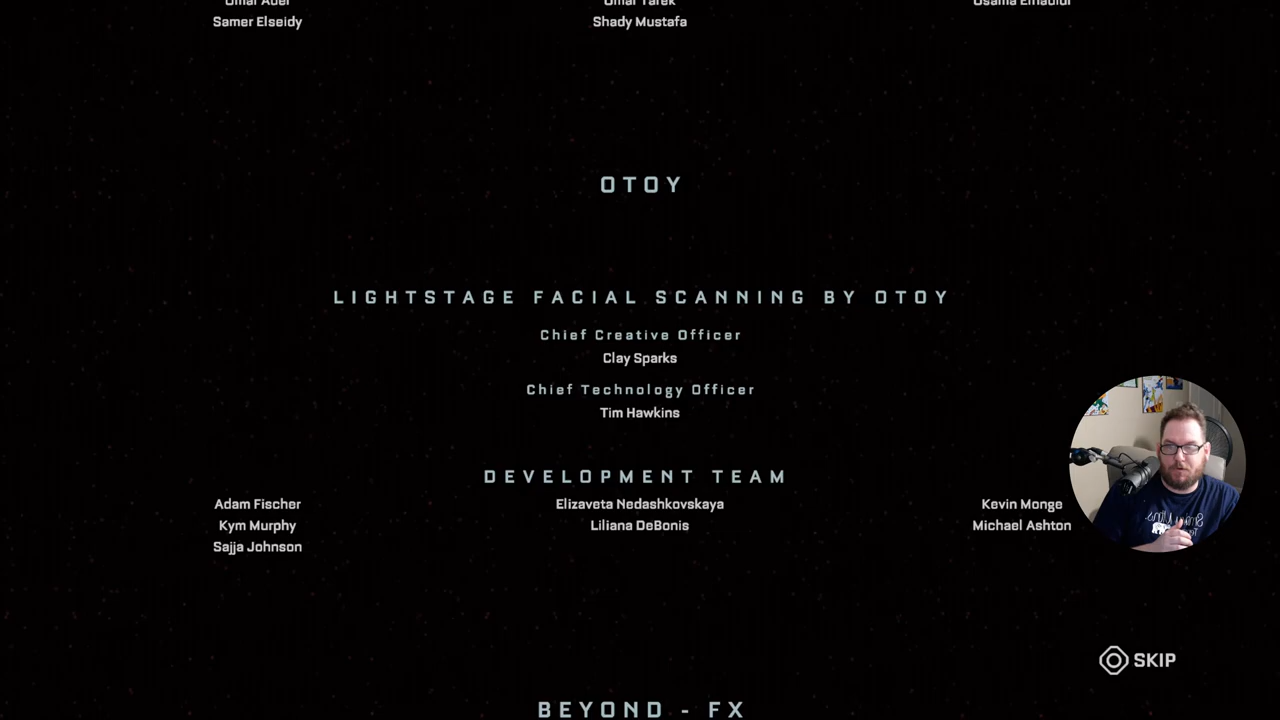 Samer Elseidy
Shady Mustafa
OTOY
LIGHTSTAGE FACIAL SCANNING BY OTOY
Chief Creative Officer
Clay Sparks
Chief Technology Officer
Tim Hawkins
DEVELOPMENT TEAM
Adam Fischer Elizaveta Nedashkovskaya Kevin Monge
Kym Murphy Liliana DeBonis Michael Ashton
Sajja Johnson
SKIP
BEYOND - FX